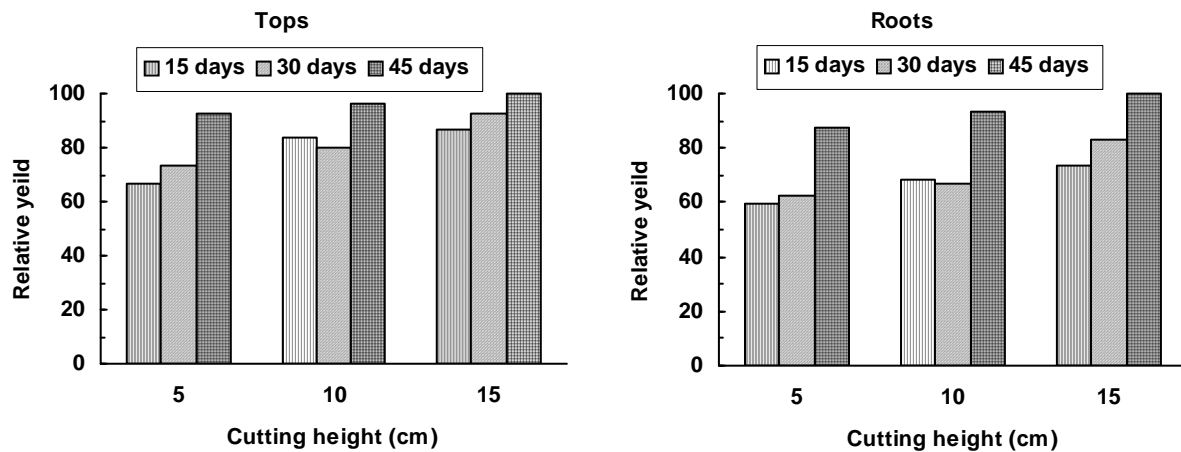 Tops
15 days 30 days 45 days
100
80
60
40
20
0
Relative yeild
5 10 15
Cutting height (cm)
Roots
15 days 30 days 45 days
100
80
60
40
20
0
Relative yeild
5 10 15
Cutting height (cm)